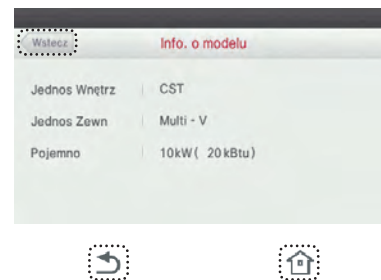 Wstecz Info. o modelu
Jednos Wnętrz CST
Jednos Zewn Multi - V
Pojemno 10kW( 20kBtu)